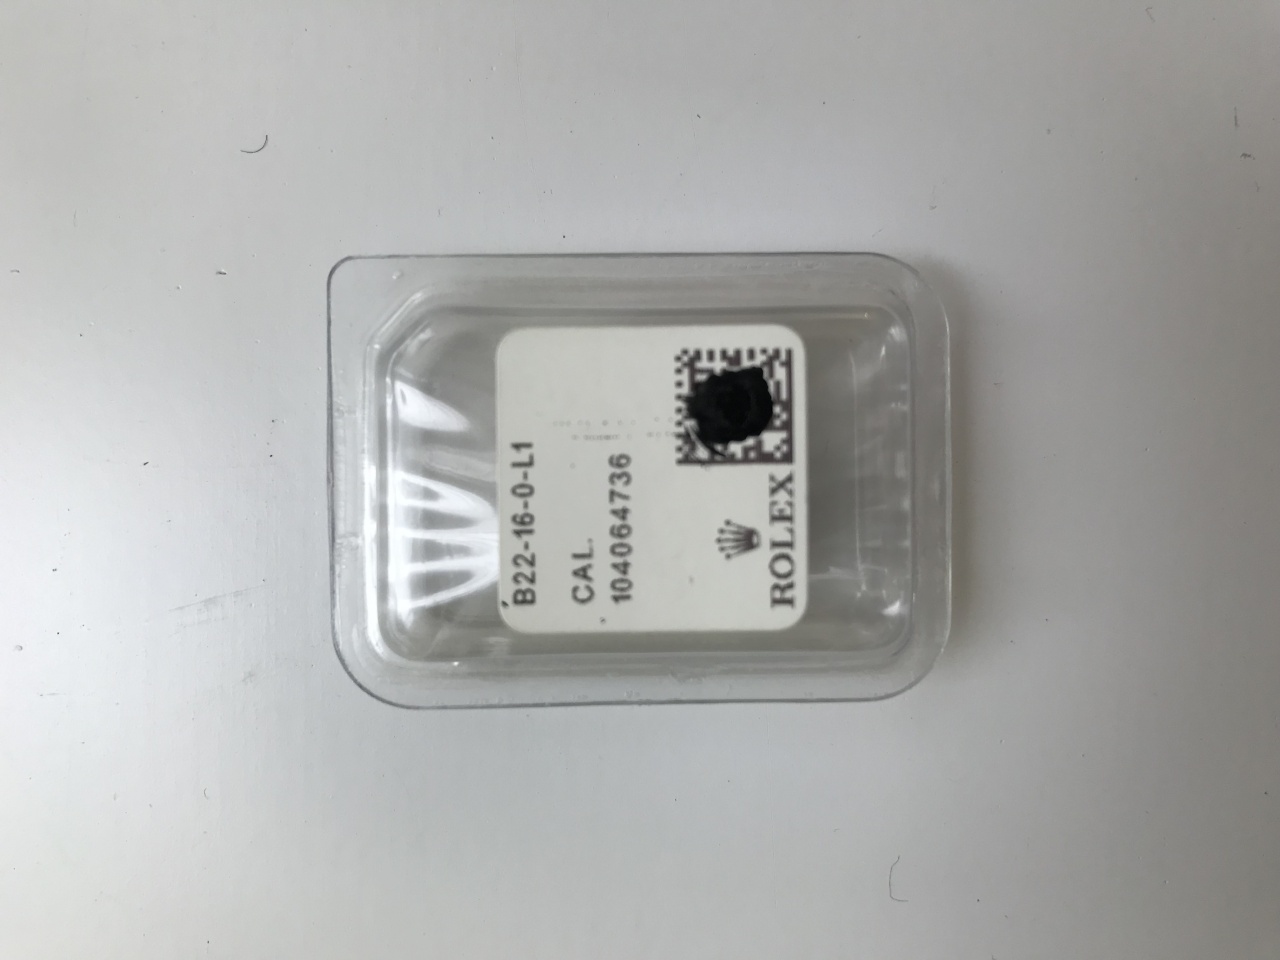 B22-16-0-L1
CAL.
104064736
ROLEX